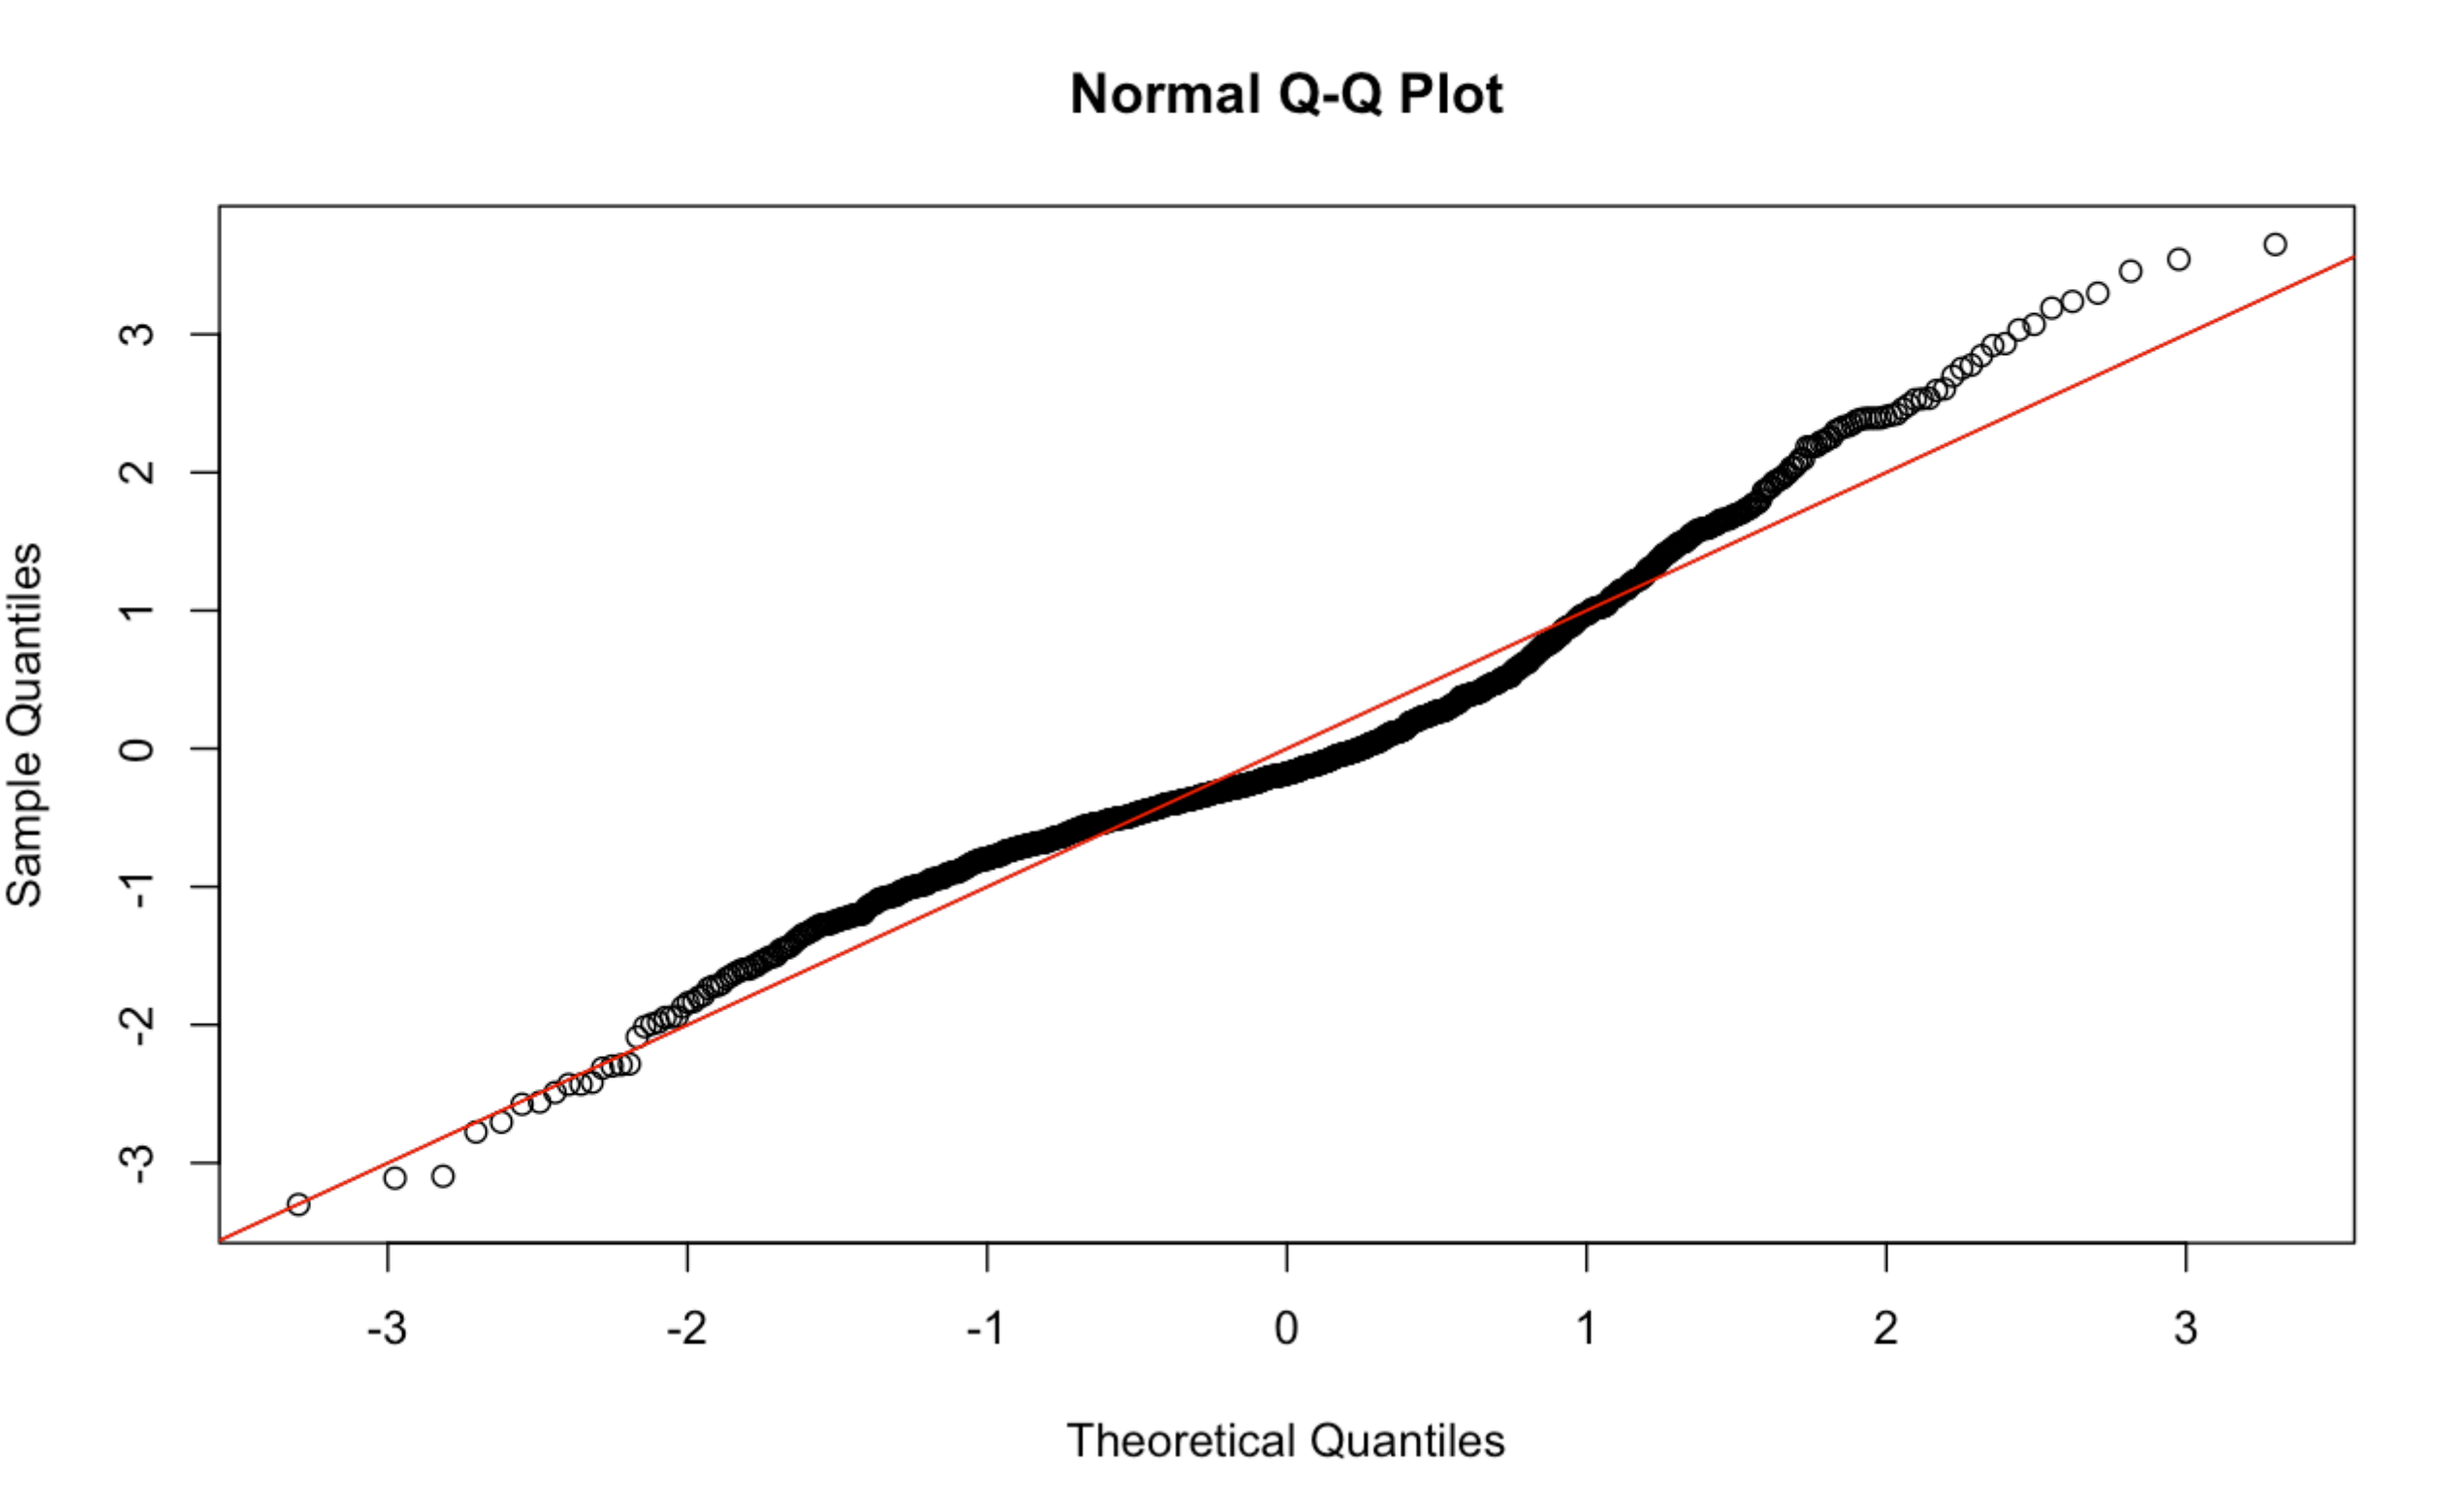 Normal Q-Q Plot
Sample Quantiles
3
2
1
0
-1
-2
-3
-3 -2 -1 0 1 2 3
Theoretical Quantiles